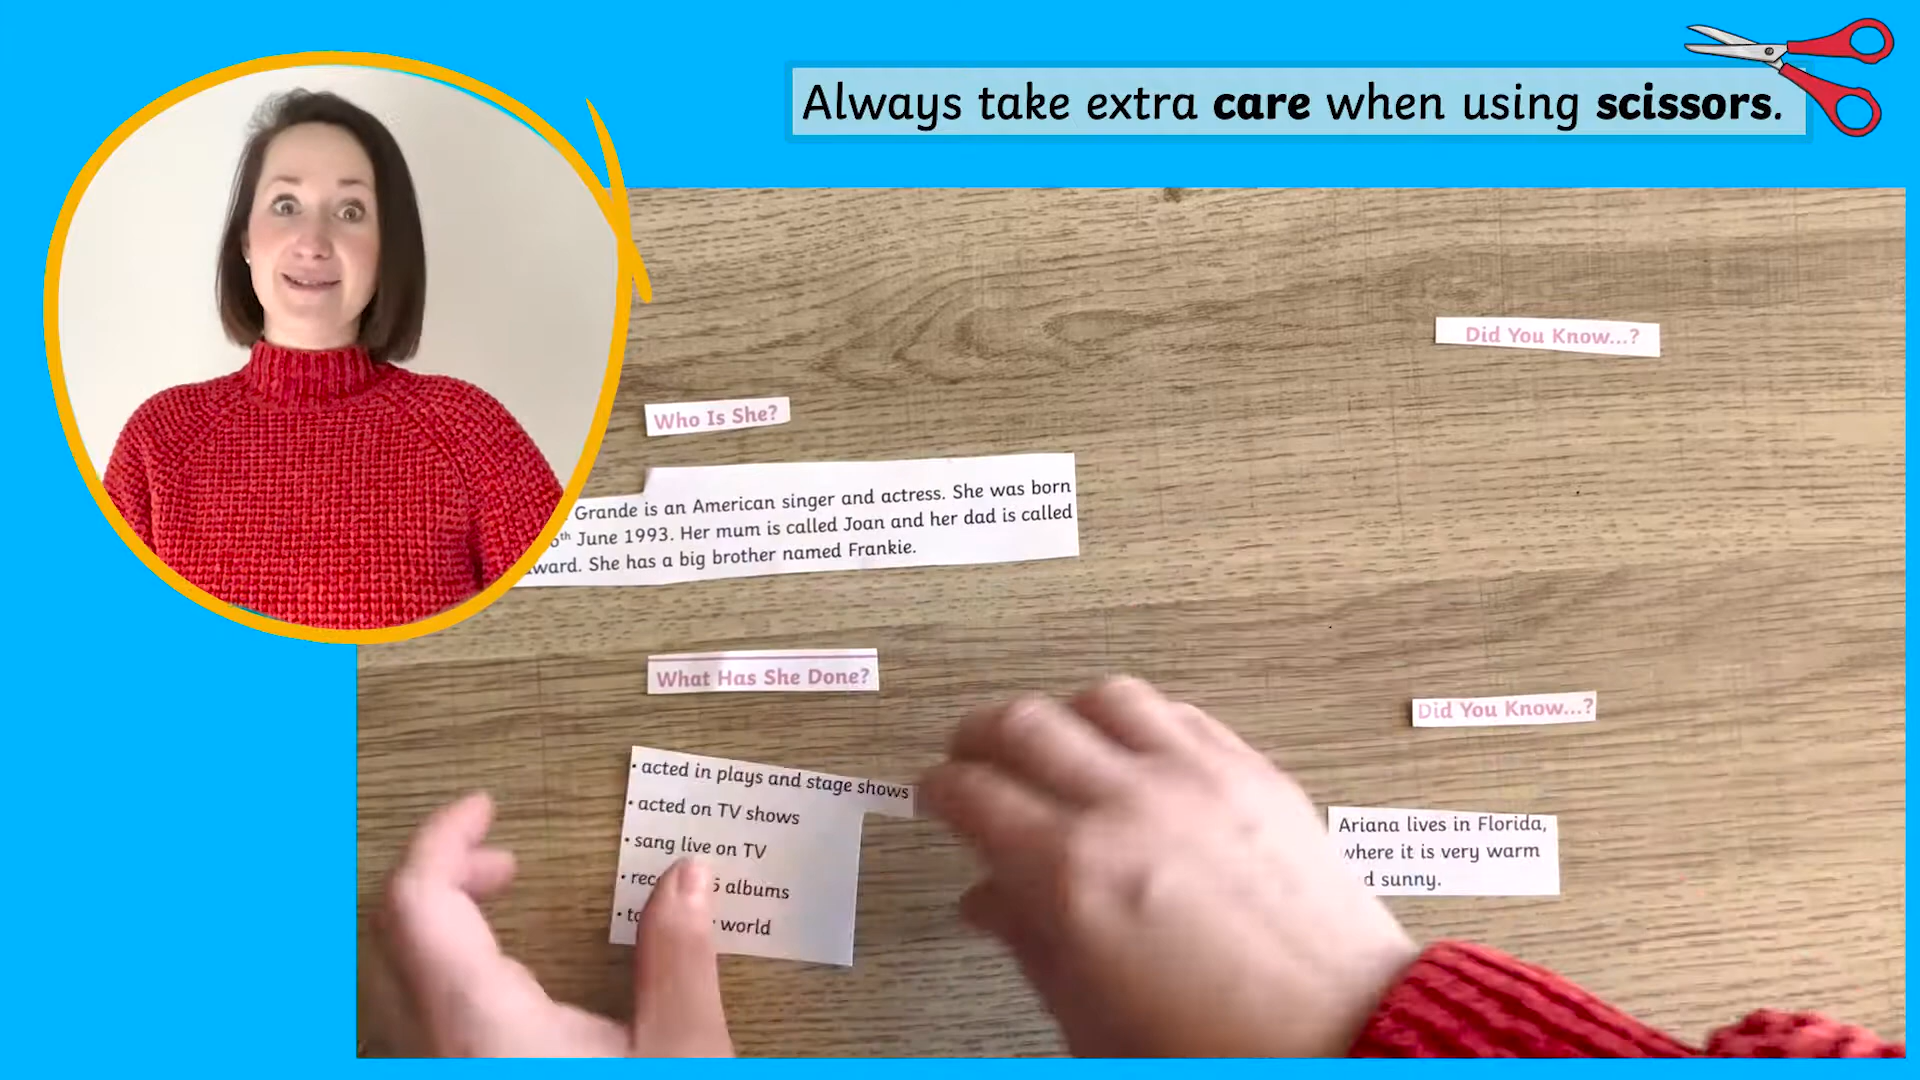 Always take extra care when using scissors.
Did You Know...?
Who Is She?
Grande is an American singer and actress. She was born
June 1993. Her mum is called Joan and her dad is called
She has a big brother named Frankie.
What Has She Done?
Did You Know...?
• acted in plays and stage shows
• acted on TV shows
• sang live on TV
• 5 albums
• world
Ariana lives in Florida,
where it is very warm
sunny.